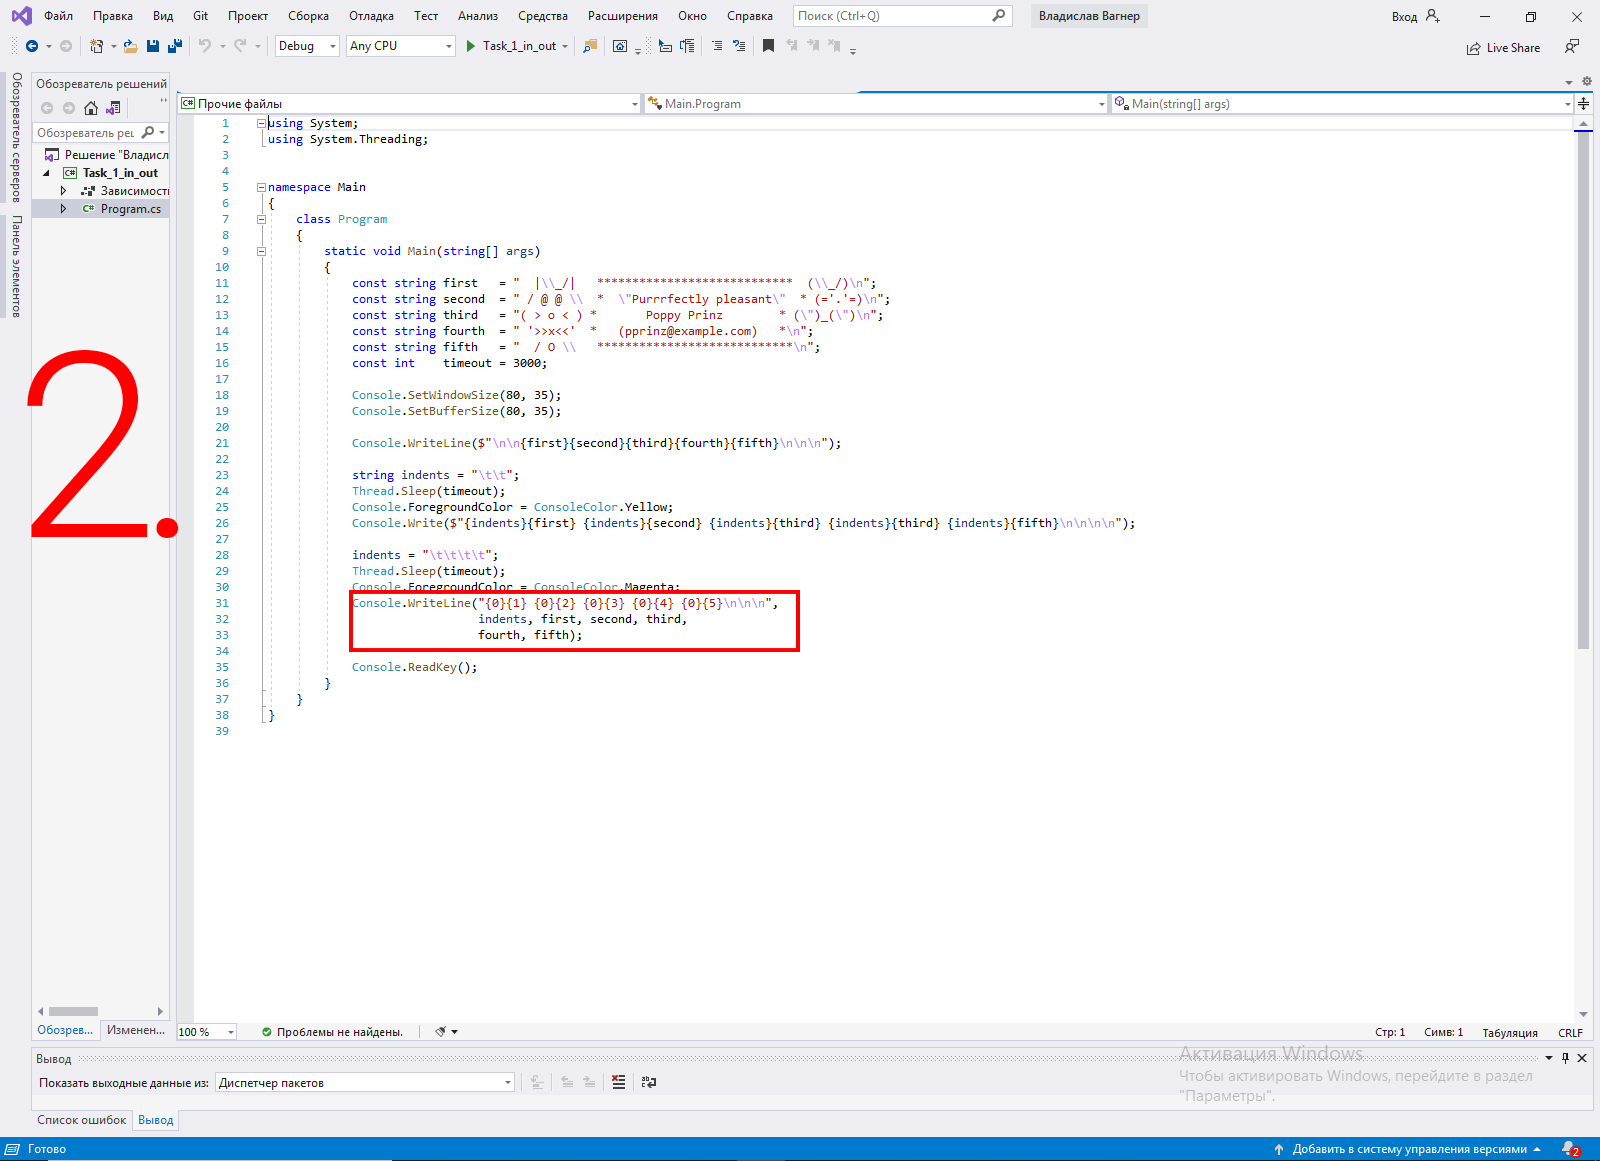 Файл Правка Вид Git Проект Сборка Отладка Тест Анализ Средства Расширения Окно Справка Поиск (Ctrl+Q) Владислав Вагнер Вход
Debug Any CPU Task_1_in_out Live Share
Обозреватель серверов
Панель элементов
Обозреватель решений
Обозреватель реш
Решение "Владисл
Task_1_in_out
Зависимост
Program.cs
Обозрев... Изменен...
2.
Прочие файлы Main.Program Main(string[] args)
1 using System;
2 using System.Threading;
3
4
5 namespace Main
6 {
7     class Program
8     {
9         static void Main(string[] args)
10         {
11             const string first   = "  |\\_/|   ****************************  (\\_/)\n";
12             const string second  = " / @ @ \\  *  \"Purrrfectly pleasant\"  * (='.'=)\n";
13             const string third   = "( > o < ) *       Poppy Prinz        * (\")_(\")\n";
14             const string fourth  = " '>>x<<'  *   (pprinz@example.com)   *\n";
15             const string fifth   = "  / O \\   ****************************\n";
16             const int    timeout = 3000;
17
18             Console.SetWindowSize(80, 35);
19             Console.SetBufferSize(80, 35);
20
21             Console.WriteLine($"\n\n{first}{second}{third}{fourth}{fifth}\n\n\n");
22
23             string indents = "\t\t";
24             Thread.Sleep(timeout);
25             Console.ForegroundColor = ConsoleColor.Yellow;
26             Console.Write($"{indents}{first} {indents}{second} {indents}{third} {indents}{third} {indents}{fifth}\n\n\n\n");
27
28             indents = "\t\t\t\t";
29             Thread.Sleep(timeout);
30             Console.ForegroundColor = ConsoleColor.Magenta;
31             Console.WriteLine("{0}{1} {0}{2} {0}{3} {0}{4} {0}{5}\n\n\n",
32                               indents, first, second, third,
33                               fourth, fifth);
34
35             Console.ReadKey();
36         }
37     }
38 }
39
100 % Проблемы не найдены. Стр: 1 Симв: 1 Табуляция CRLF
Вывод
Показать выходные данные из: Диспетчер пакетов
Активация Windows
Чтобы активировать Windows, перейдите в раздел
"Параметры".
Список ошибок Вывод
Готово Добавить в систему управления версиями 2